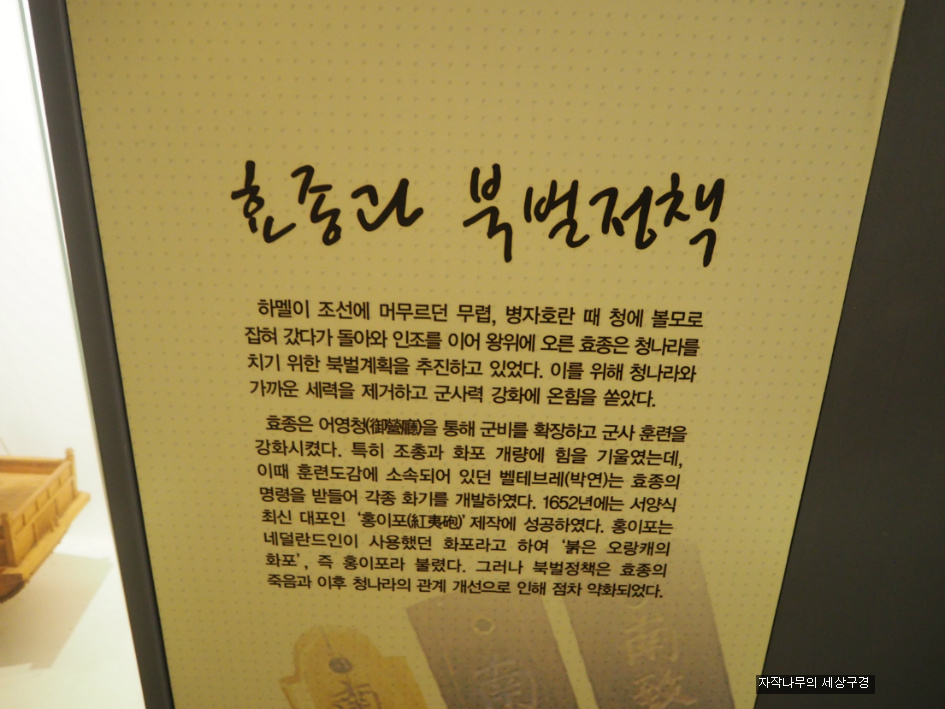 효종과 북벌정책
하멜이 조선에 머무르던 무렵, 병자호란 때 청에 볼모로
잡혀 갔다가 돌아와 인조를 이어 왕위에 오른 효종은 청나라를
치기 위한 북벌계획을 추진하고 있었다. 이를 위해 청나라와
가까운 세력을 제거하고 군사력 강화에 온힘을 쏟았다.
효종은 어영청(御營廳)을 통해 군비를 확장하고 군사 훈련을
강화시켰다. 특히 조총과 화포 개량에 힘을 기울였는데,
이때 훈련도감에 소속되어 있던 벨테브레(박연)는 효종의
명령을 받들어 각종 화기를 개발하였다. 1652년에는 서양식
최신 대포인 ‘홍이포(紅夷砲)’ 제작에 성공하였다. 홍이포는
네덜란드인이 사용했던 화포라고 하여 ‘붉은 오랑캐의
화포’, 즉 홍이포라 불렸다. 그러나 북벌정책은 효종의
죽음과 이후 청나라의 관계 개선으로 인해 점차 약화되었다.
자작나무의 세상구경